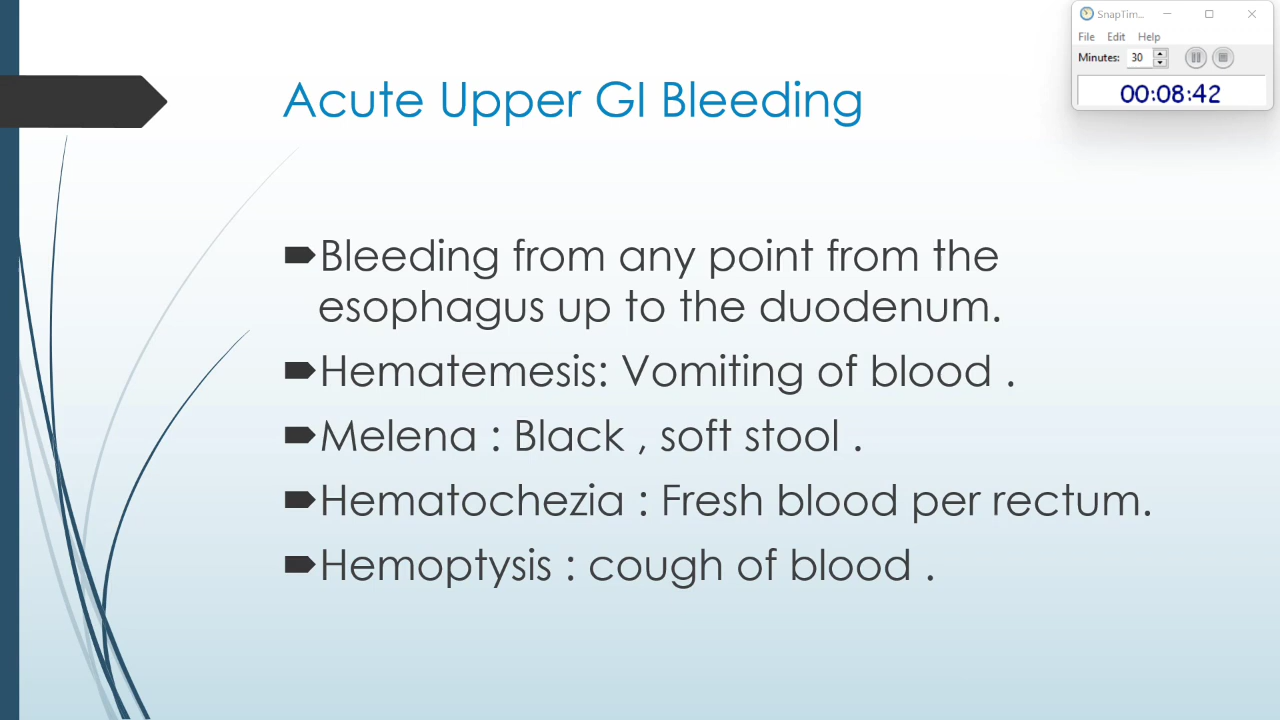 SnapTim...
File Edit Help
Minutes: 30
00:08:42
Acute Upper GI Bleeding
Bleeding from any point from the
esophagus up to the duodenum.
Hematemesis: Vomiting of blood .
Melena : Black , soft stool .
Hematochezia : Fresh blood per rectum.
Hemoptysis : cough of blood .